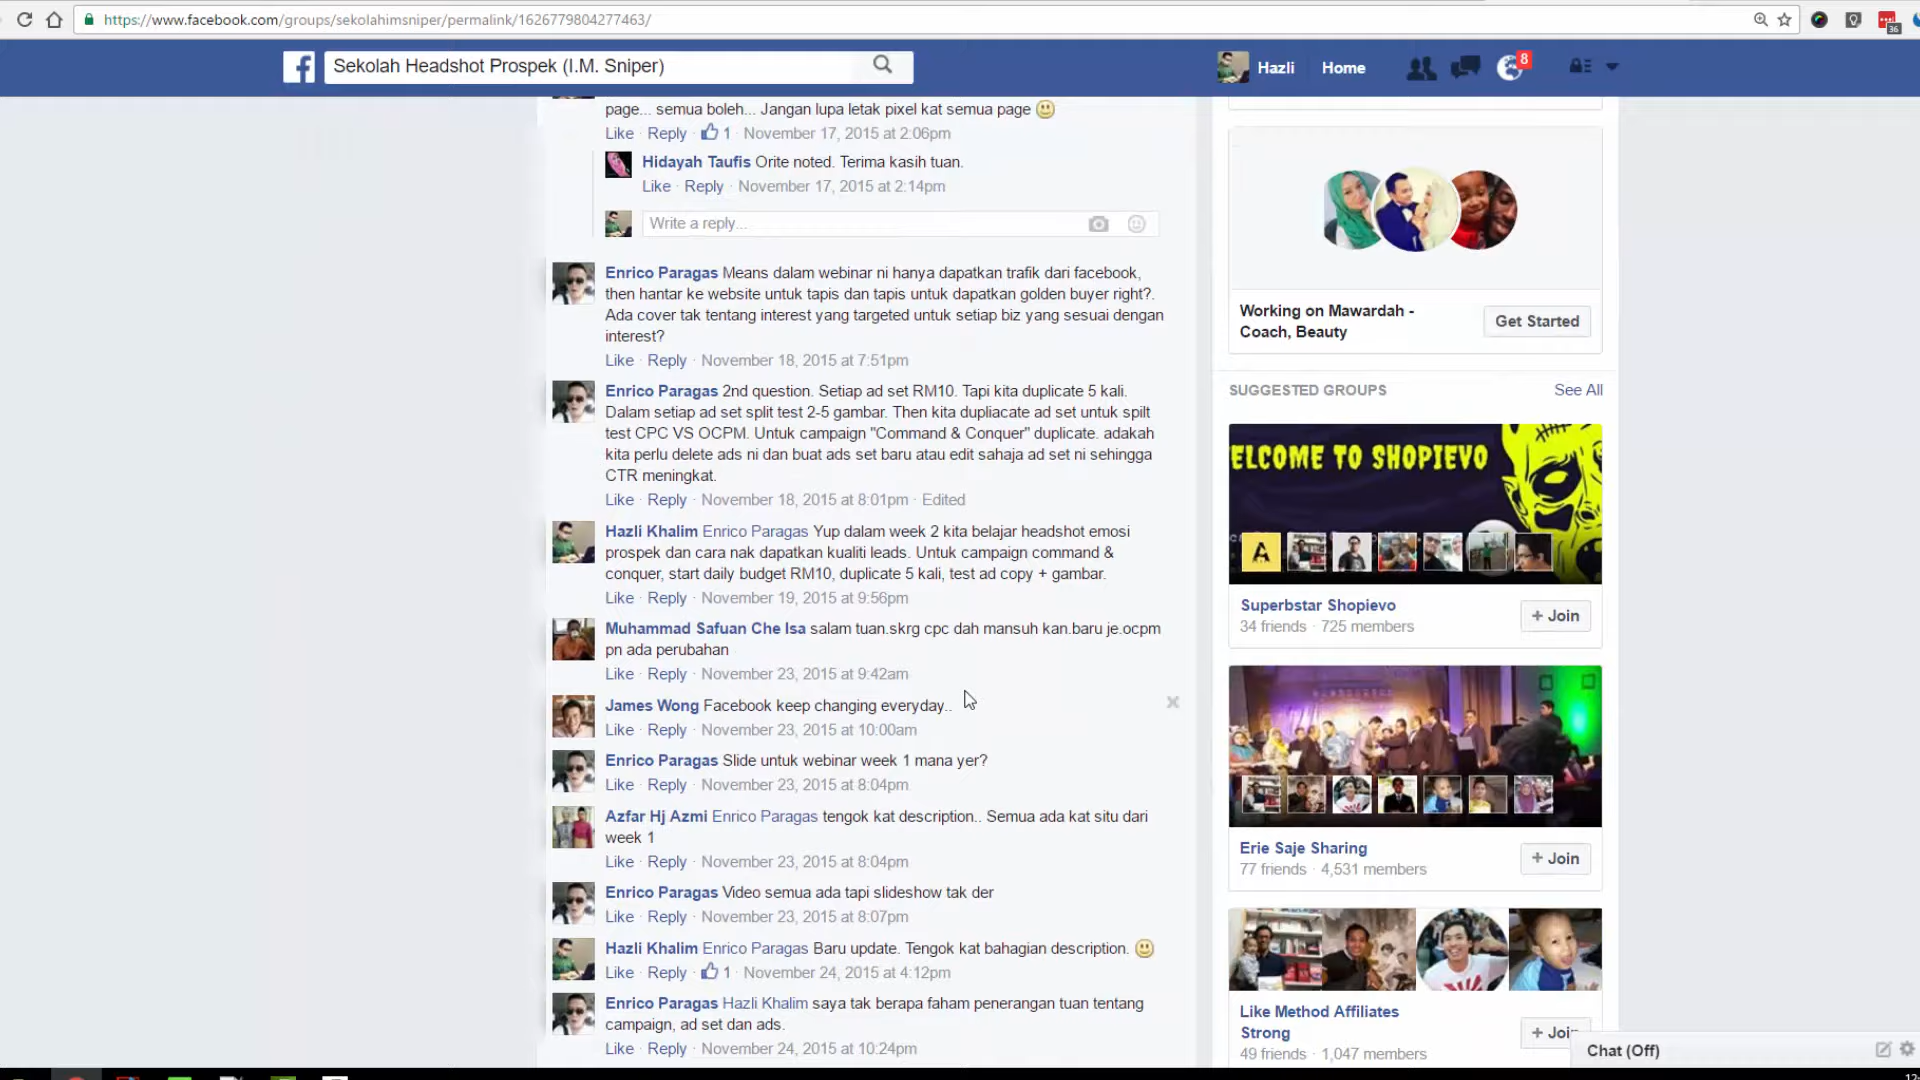 https://www.facebook.com/groups/sekolahimsniper/permalink/1626779804277463/
36
Sekolah Headshot Prospek (I.M. Sniper)
Hazli
Home
8
page... semua boleh... Jangan lupa letak pixel kat semua page
Like · Reply · 1 · November 17, 2015 at 2:06pm
Hidayah Taufis Orite noted. Terima kasih tuan.
Like · Reply · November 17, 2015 at 2:14pm
Write a reply...
Enrico Paragas Means dalam webinar ni hanya dapatkan trafik dari facebook,
then hantar ke website untuk tapis dan tapis untuk dapatkan golden buyer right?.
Ada cover tak tentang interest yang targeted untuk setiap biz yang sesuai dengan
interest?
Like · Reply · November 18, 2015 at 7:51pm
Enrico Paragas 2nd question. Setiap ad set RM10. Tapi kita duplicate 5 kali.
Dalam setiap ad set split test 2-5 gambar. Then kita dupliacate ad set untuk spilt
test CPC VS OCPM. Untuk campaign "Command & Conquer" duplicate. adakah
kita perlu delete ads ni dan buat ads set baru atau edit sahaja ad set ni sehingga
CTR meningkat.
Like · Reply · November 18, 2015 at 8:01pm · Edited
Hazli Khalim Enrico Paragas Yup dalam week 2 kita belajar headshot emosi
prospek dan cara nak dapatkan kualiti leads. Untuk campaign command &
conquer, start daily budget RM10, duplicate 5 kali, test ad copy + gambar.
Like · Reply · November 19, 2015 at 9:56pm
Muhammad Safuan Che Isa salam tuan.skrg cpc dah mansuh kan.baru je.ocpm
pn ada perubahan
Like · Reply · November 23, 2015 at 9:42am
James Wong Facebook keep changing everyday..
Like · Reply · November 23, 2015 at 10:00am
Enrico Paragas Slide untuk webinar week 1 mana yer?
Like · Reply · November 23, 2015 at 8:04pm
Azfar Hj Azmi Enrico Paragas tengok kat description.. Semua ada kat situ dari
week 1
Like · Reply · November 23, 2015 at 8:04pm
Enrico Paragas Video semua ada tapi slideshow tak der
Like · Reply · November 23, 2015 at 8:07pm
Hazli Khalim Enrico Paragas Baru update. Tengok kat bahagian description.
Like · Reply · 1 · November 24, 2015 at 4:12pm
Enrico Paragas Hazli Khalim saya tak berapa faham penerangan tuan tentang
campaign, ad set dan ads.
Like · Reply · November 24, 2015 at 10:24pm
Working on Mawardah -
Coach, Beauty
Get Started
SUGGESTED GROUPS
See All
ELCOME TO SHOPIEVO
Superbstar Shopievo
34 friends · 725 members
+ Join
Erie Saje Sharing
77 friends · 4,531 members
+ Join
Like Method Affiliates
Strong
49 friends · 1,047 members
+ Join
Chat (Off)